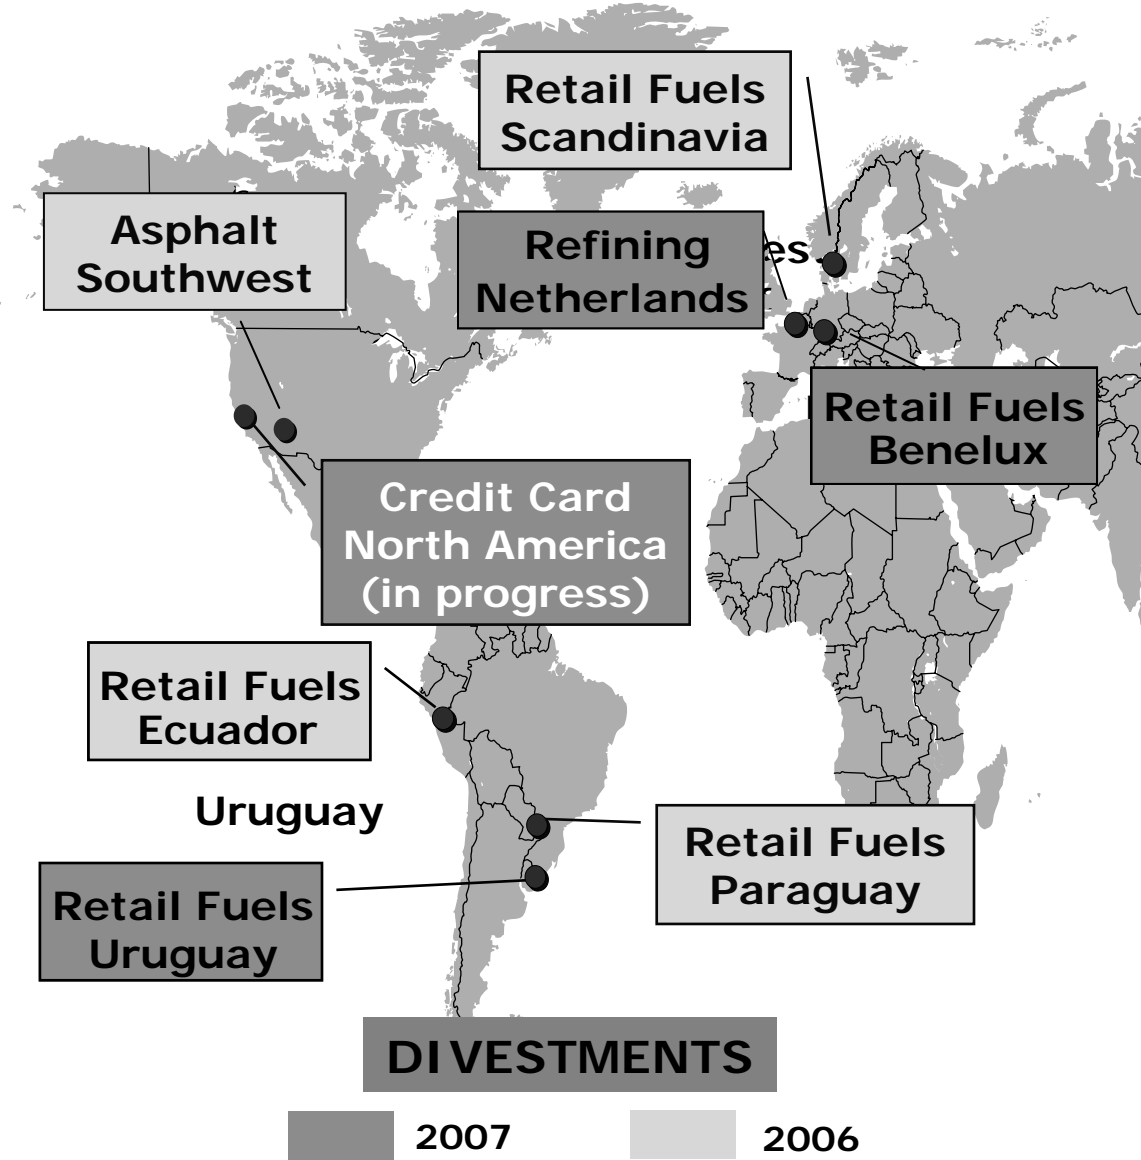 Retail Fuels
Scandinavia
Asphalt
Southwest
Refining
Netherlands
es
Retail Fuels
Benelux
Credit Card
North America
(in progress)
Retail Fuels
Ecuador
Uruguay
Retail Fuels
Paraguay
Retail Fuels
Uruguay
DIVESTMENTS
2007
2006